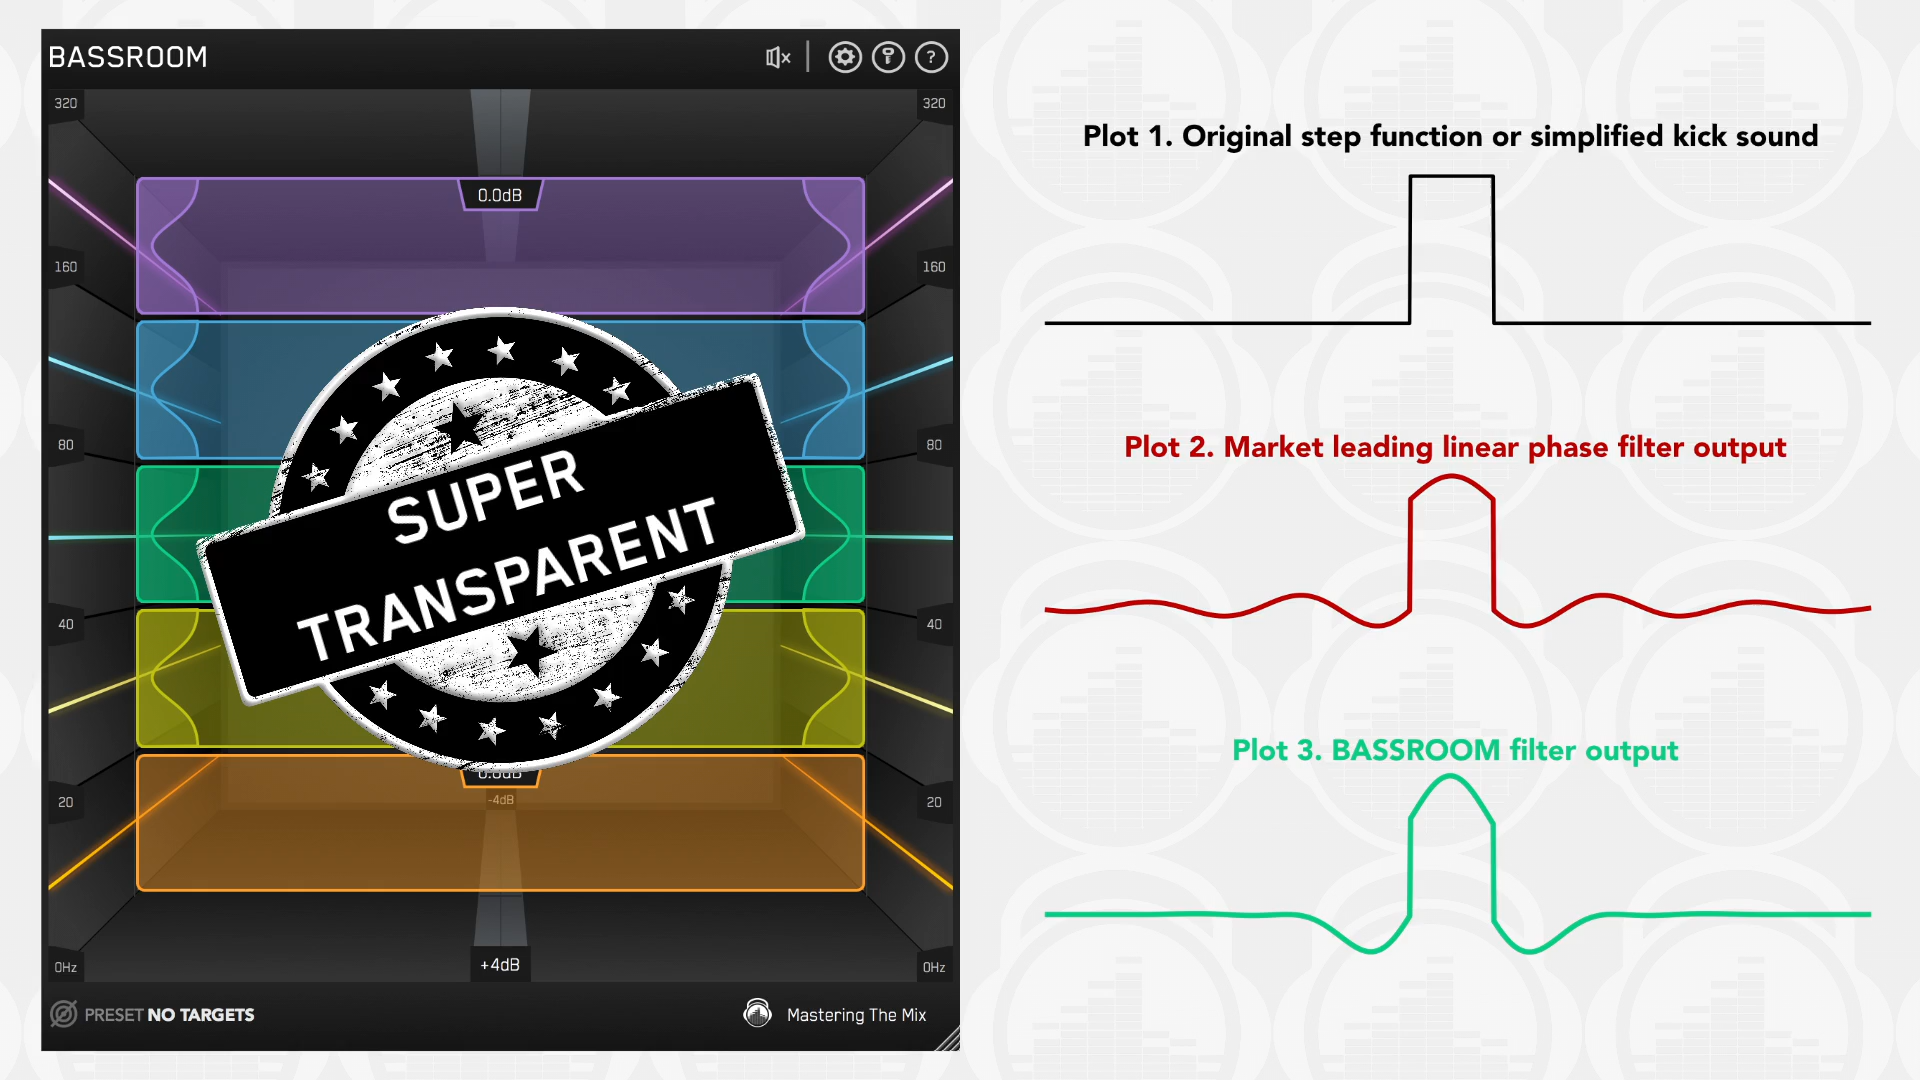 BASSROOM
?
320
320
0.0dB
160
160
80
80
SUPER
TRANSPARENT
40
40
0.0dB
-4dB
20
20
+4dB
0Hz
0Hz
PRESET NO TARGETS
Mastering The Mix
Plot 1. Original step function or simplified kick sound
Plot 2. Market leading linear phase filter output
Plot 3. BASSROOM filter output